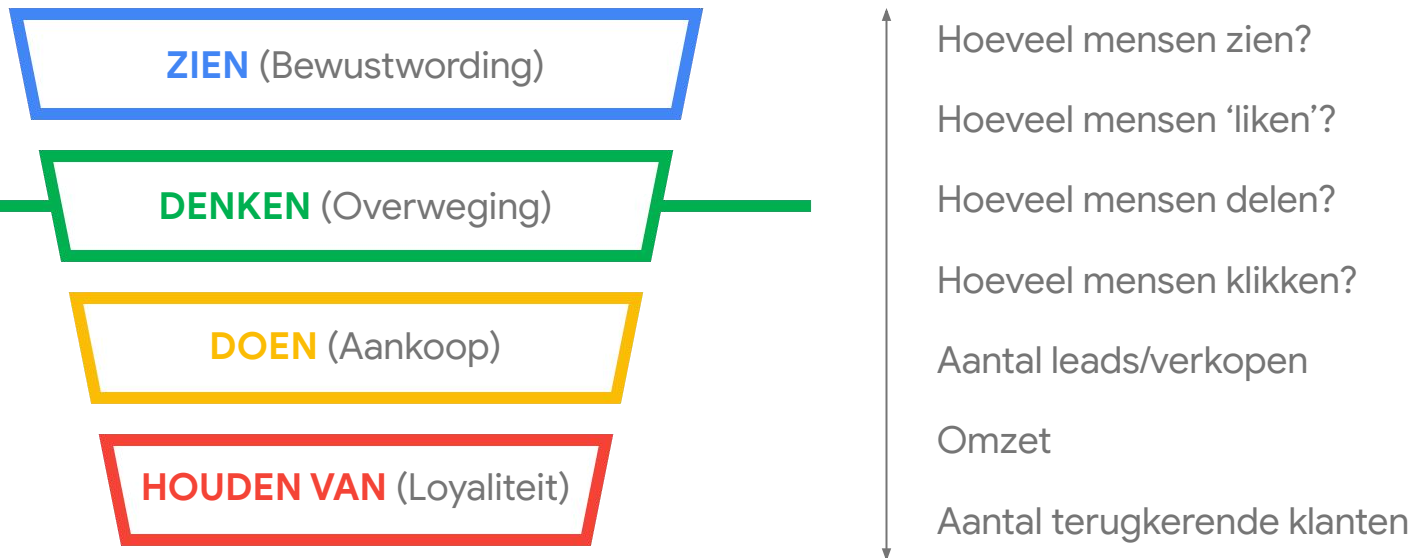 ZIEN (Bewustwording)
DENKEN (Overweging)
DOEN (Aankoop)
HOUDEN VAN (Loyaliteit)
Hoeveel mensen zien?
Hoeveel mensen ‘liken’?
Hoeveel mensen delen?
Hoeveel mensen klikken?
Aantal leads/verkopen
Omzet
Aantal terugkerende klanten